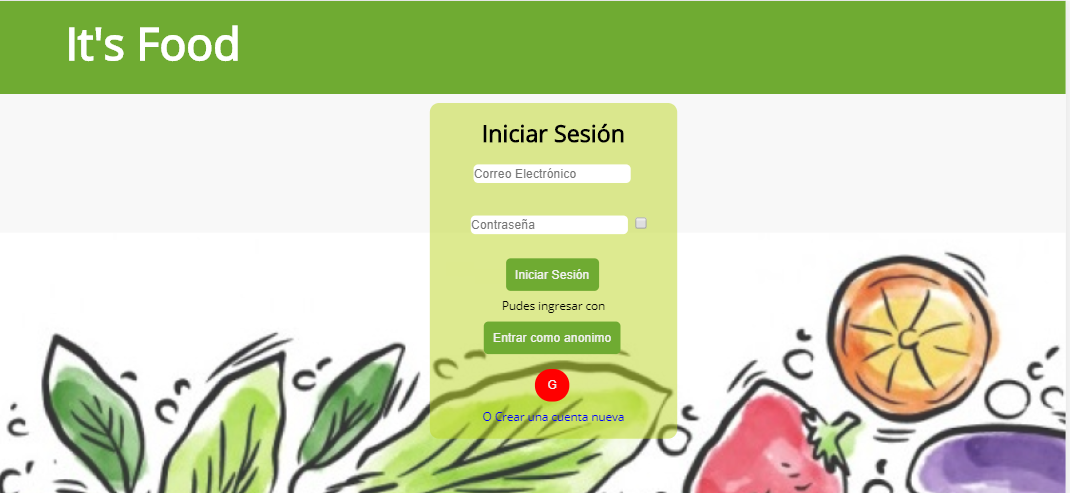 It's Food
Iniciar Sesión
Correo Electrónico
Contraseña
Iniciar Sesión
Pudes ingresar con
Entrar como anonimo
G
O Crear una cuenta nueva